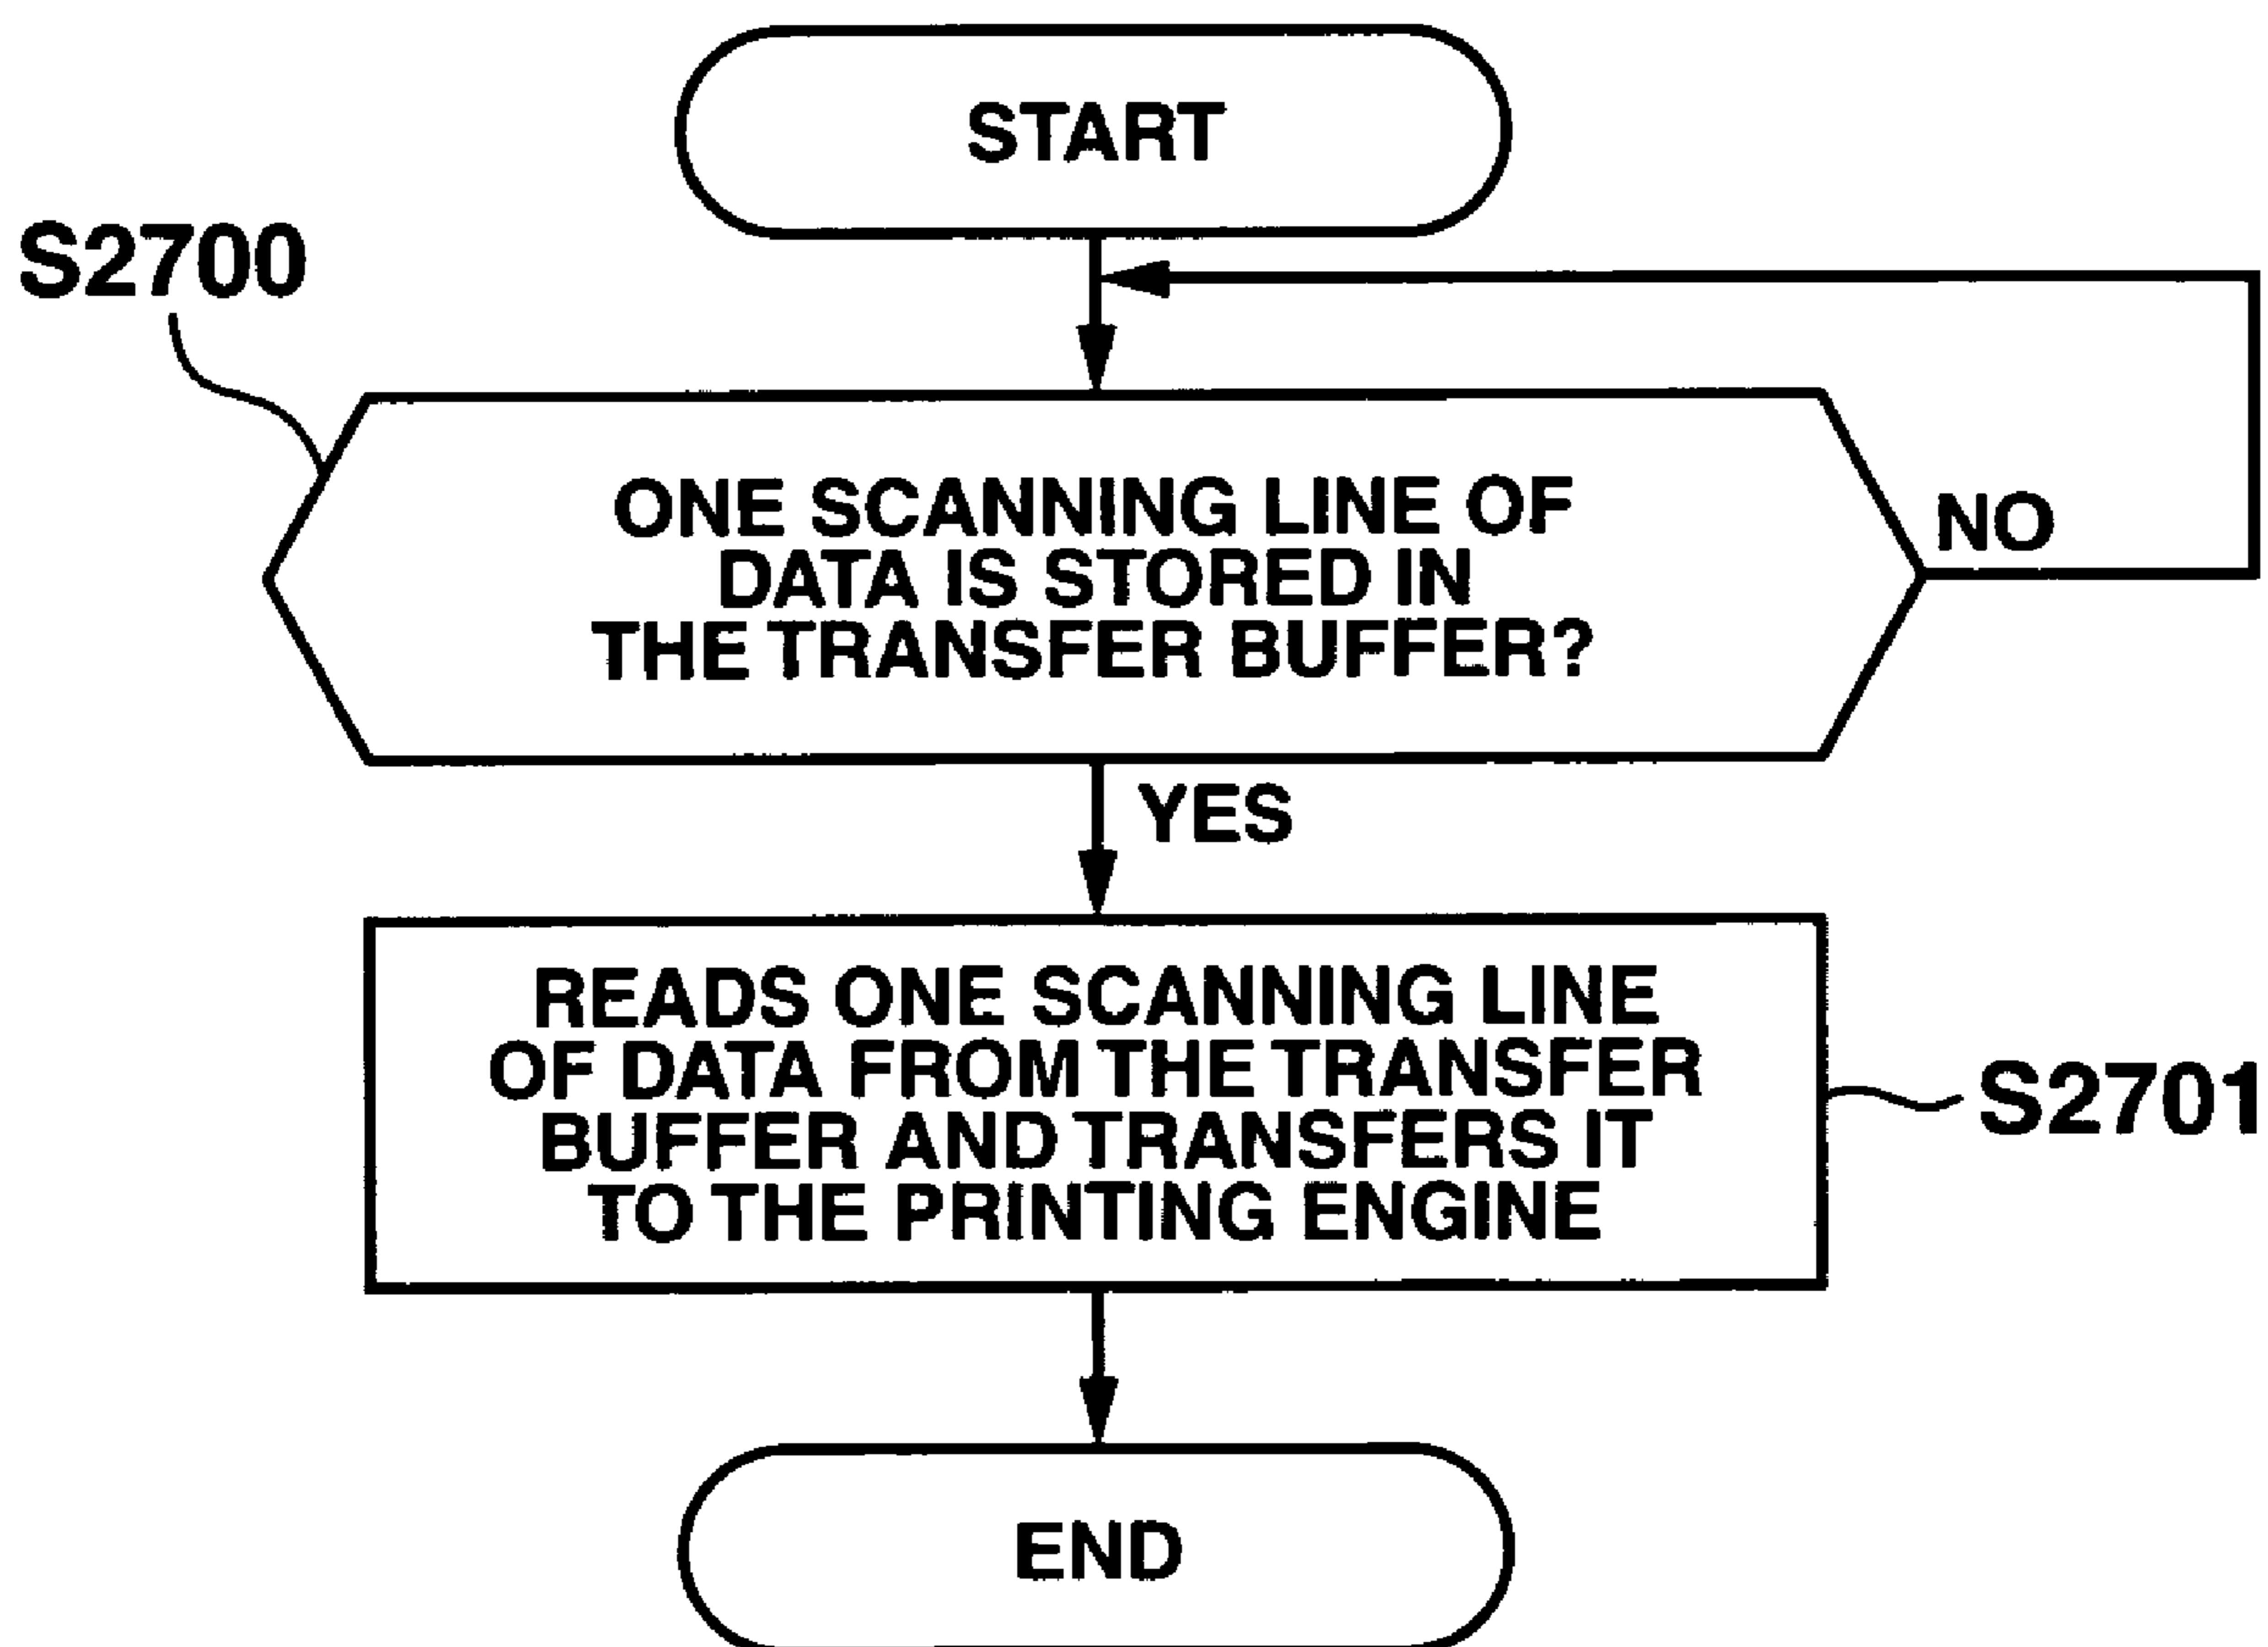 START
S2700
ONE SCANNING LINE OF
DATA IS STORED IN
THE TRANSFER BUFFER?
NO
YES
READS ONE SCANNING LINE
OF DATA FROM THE TRANSFER
BUFFER AND TRANSFERS IT
TO THE PRINTING ENGINE
S2701
END